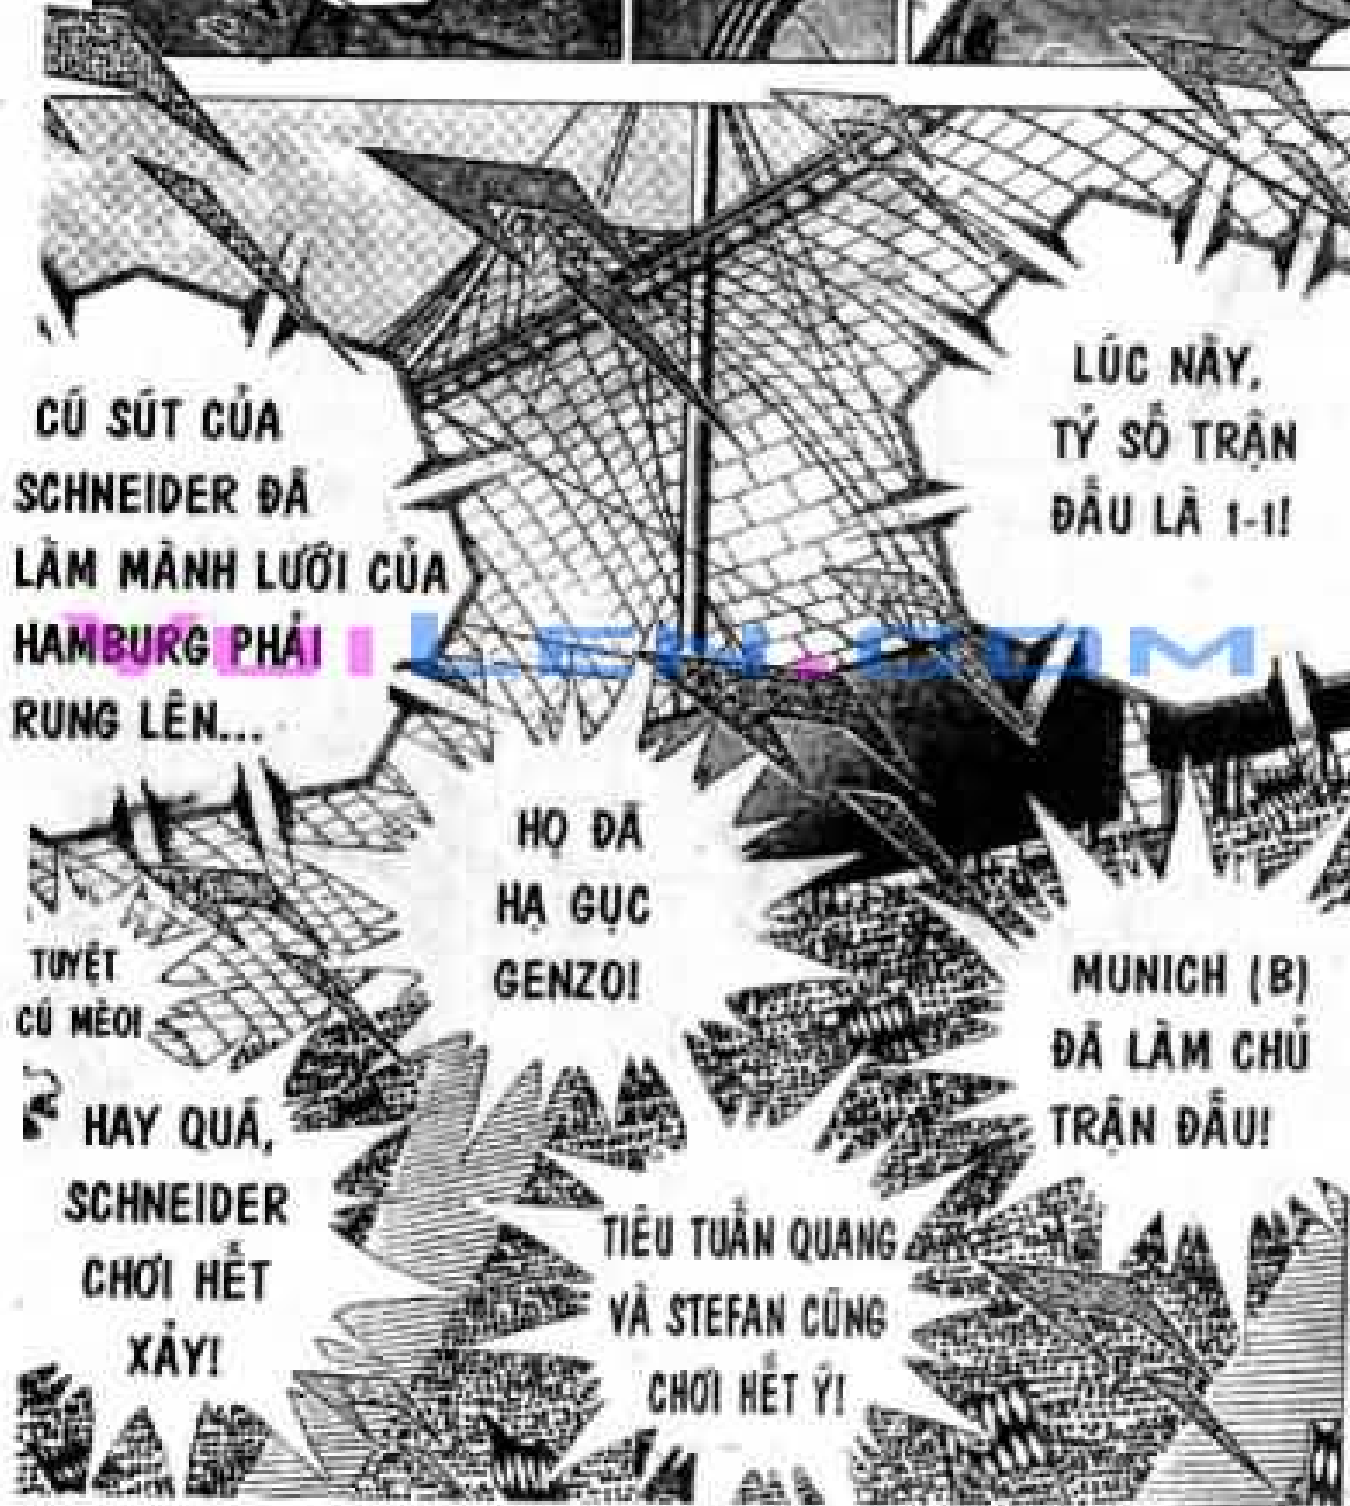 LÚC NÀY,
TỶ SỐ TRẬN
ĐẤU LÀ 1-1!
CÚ SÚT CỦA
SCHNEIDER ĐÃ
LÀM MÀNH LƯỚI CỦA
HAMBURG PHẢI
RUNG LÊN...
HỌ ĐÃ
HẠ GỤC
GENZO!
MUNICH (B)
ĐÃ LÀM CHỦ
TRẬN ĐẤU!
TUYỆT
CÚ MÈO!
HAY QUÁ,
SCHNEIDER
CHƠI HẾT
XẢY!
TIÊU TUẤN QUANG
VÀ STEFAN CŨNG
CHƠI HẾT Ý!